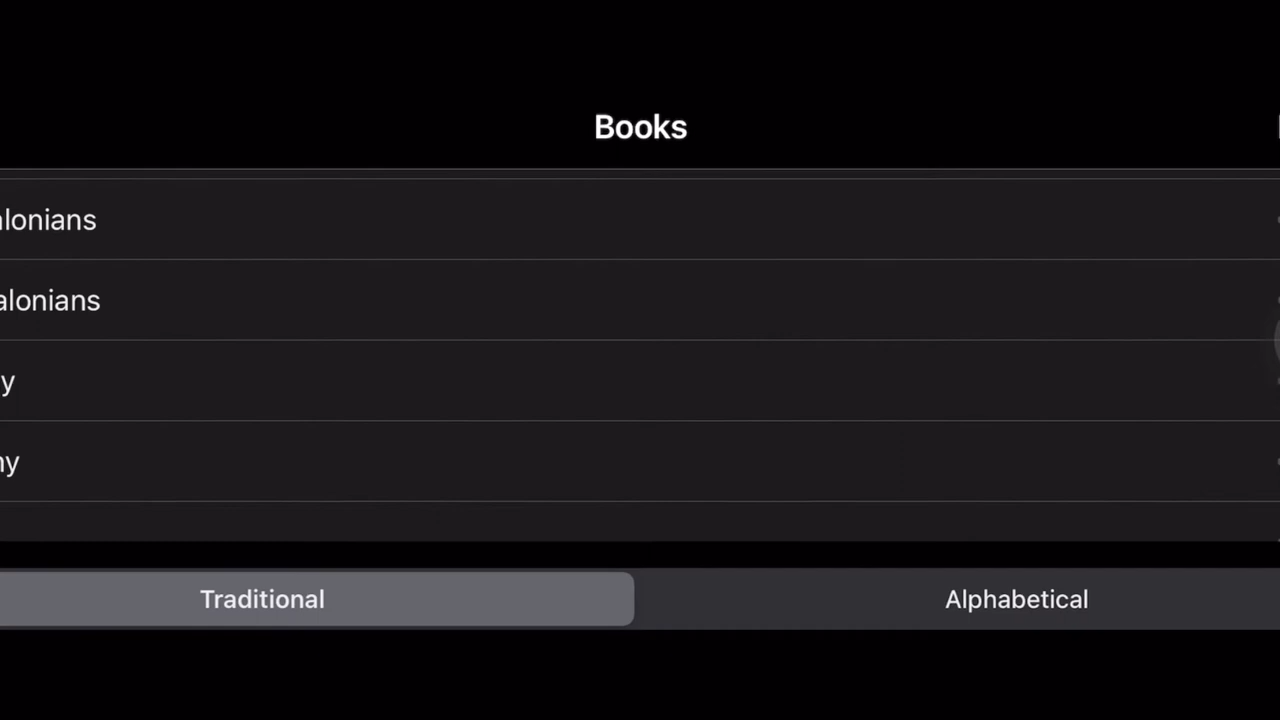 Books
alonians
alonians
y
ny
Traditional
Alphabetical